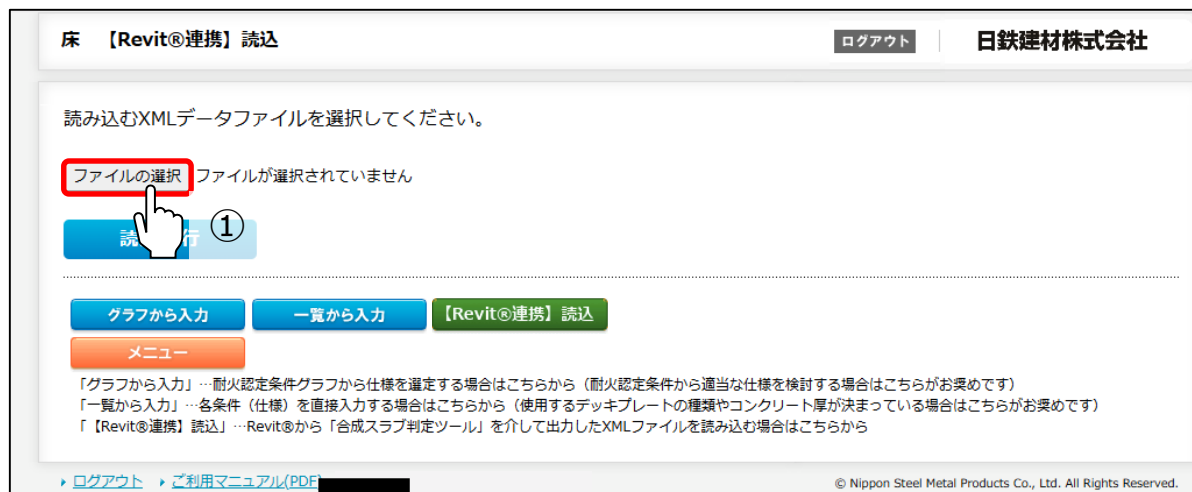 床 【Revit®連携】読込
ログアウト
日鉄建材株式会社
読み込むXMLデータファイルを選択してください。
ファイルの選択 ファイルが選択されていません
①
読 行
グラフから入力 一覧から入力 【Revit®連携】読込
メニュー
「グラフから入力」…耐火認定条件グラフから仕様を選定する場合はこちらから（耐火認定条件から適当な仕様を検討する場合はこちらがお奨めです）
「一覧から入力」…各条件（仕様）を直接入力する場合はこちらから（使用するデッキプレートの種類やコンクリート厚が決まっている場合はこちらがお奨めです）
「【Revit®連携】読込」…Revit®から「合成スラブ判定ツール」を介して出力したXMLファイルを読み込む場合はこちらから
ログアウト ご利用マニュアル(PDF)
© Nippon Steel Metal Products Co., Ltd. All Rights Reserved.